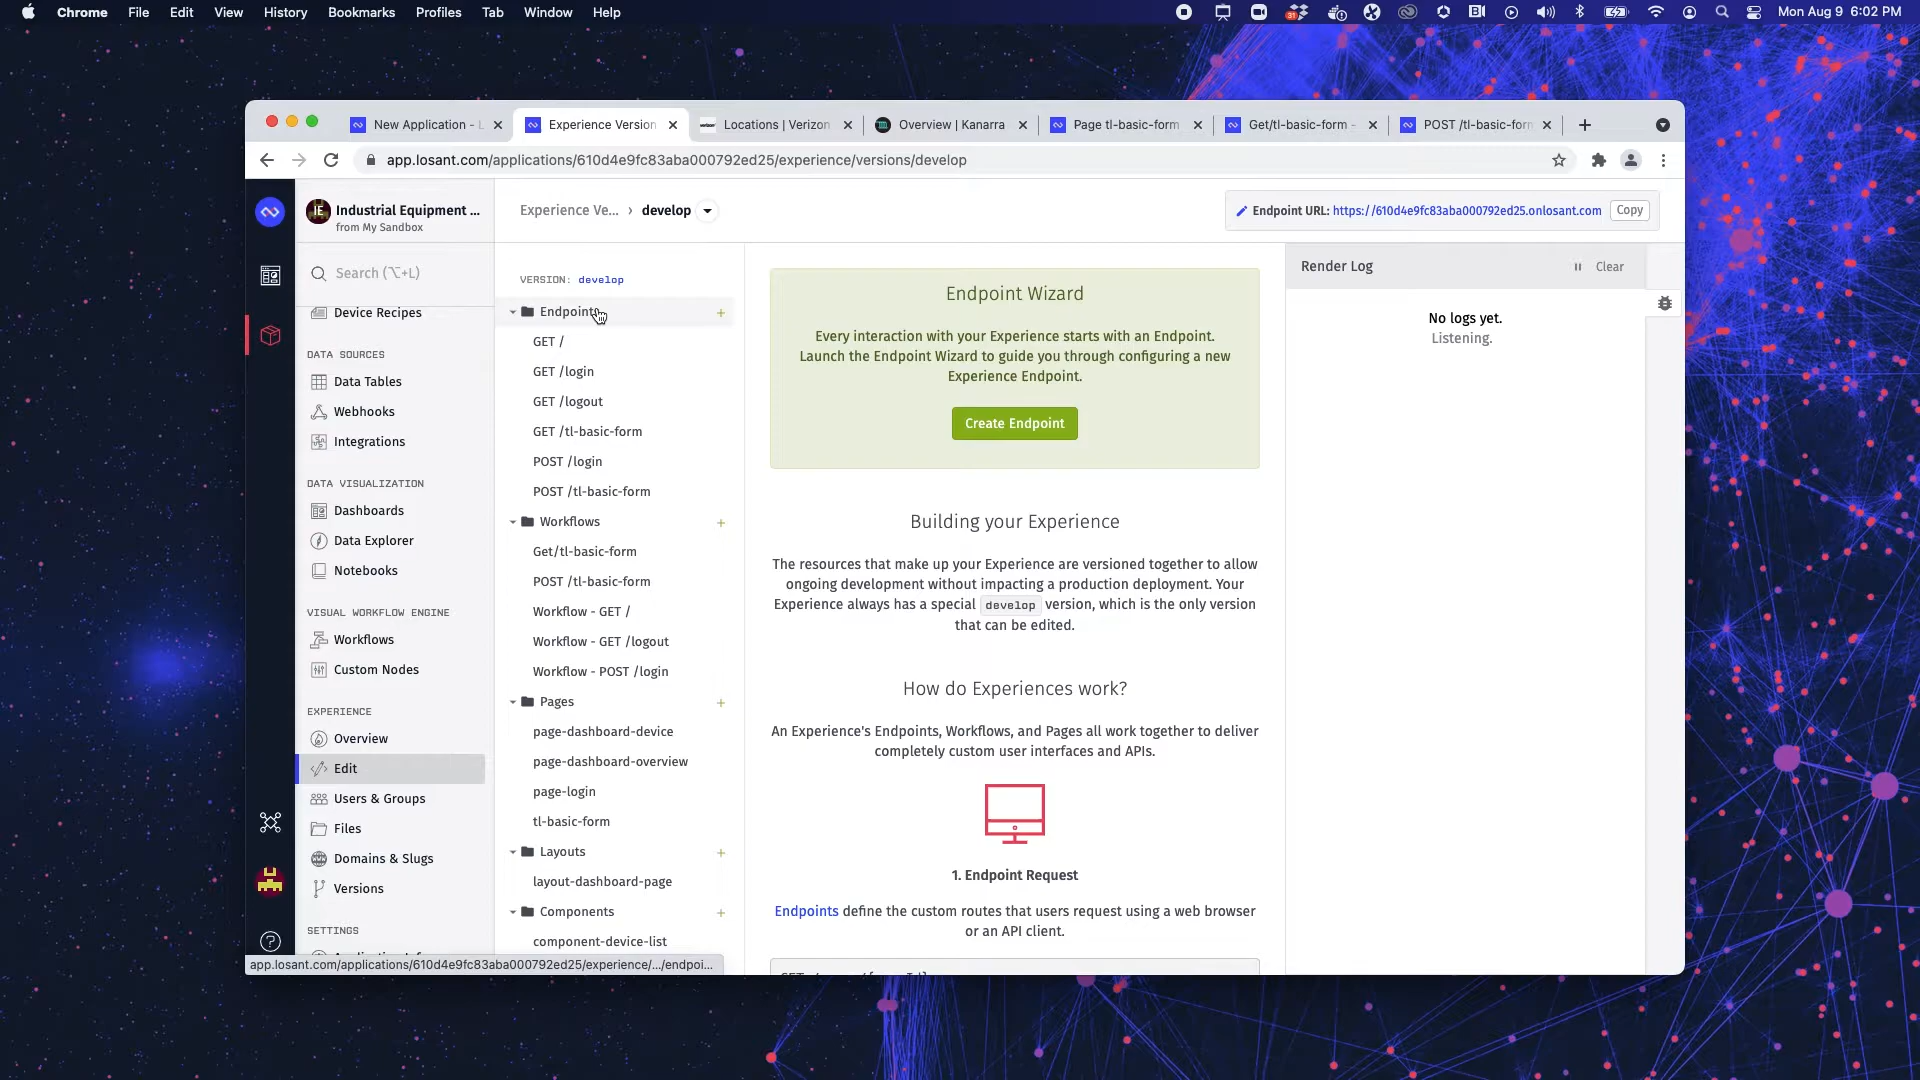 Chrome File Edit View History Bookmarks Profiles Tab Window Help
31
Mon Aug 9 6:02 PM
New Application - L
Experience Version
Locations | Verizon
Overview | Kanarra
Page tl-basic-form
Get/tl-basic-form -
POST /tl-basic-form
app.losant.com/applications/610d4e9fc83aba000792ed25/experience/versions/develop
IE
Industrial Equipment ...
from My Sandbox
Search (⌥+L)
Device Recipes
DATA SOURCES
Data Tables
Webhooks
Integrations
DATA VISUALIZATION
Dashboards
Data Explorer
Notebooks
VISUAL WORKFLOW ENGINE
Workflows
Custom Nodes
EXPERIENCE
Overview
Edit
Users & Groups
Files
Domains & Slugs
Versions
SETTINGS
app.losant.com/applications/610d4e9fc83aba000792ed25/experience/.../endpoi...
Experience Ve... › develop
Endpoint URL: https://610d4e9fc83aba000792ed25.onlosant.com Copy
VERSION: develop
Endpoints
GET /
GET /login
GET /logout
GET /tl-basic-form
POST /login
POST /tl-basic-form
Workflows
Get/tl-basic-form
POST /tl-basic-form
Workflow - GET /
Workflow - GET /logout
Workflow - POST /login
Pages
page-dashboard-device
page-dashboard-overview
page-login
tl-basic-form
Layouts
layout-dashboard-page
Components
component-device-list
Endpoint Wizard
Every interaction with your Experience starts with an Endpoint.
Launch the Endpoint Wizard to guide you through configuring a new
Experience Endpoint.
Create Endpoint
Building your Experience
The resources that make up your Experience are versioned together to allow
ongoing development without impacting a production deployment. Your
Experience always has a special develop version, which is the only version
that can be edited.
How do Experiences work?
An Experience's Endpoints, Workflows, and Pages all work together to deliver
completely custom user interfaces and APIs.
1. Endpoint Request
Endpoints define the custom routes that users request using a web browser
or an API client.
Render Log
Clear
No logs yet.
Listening.